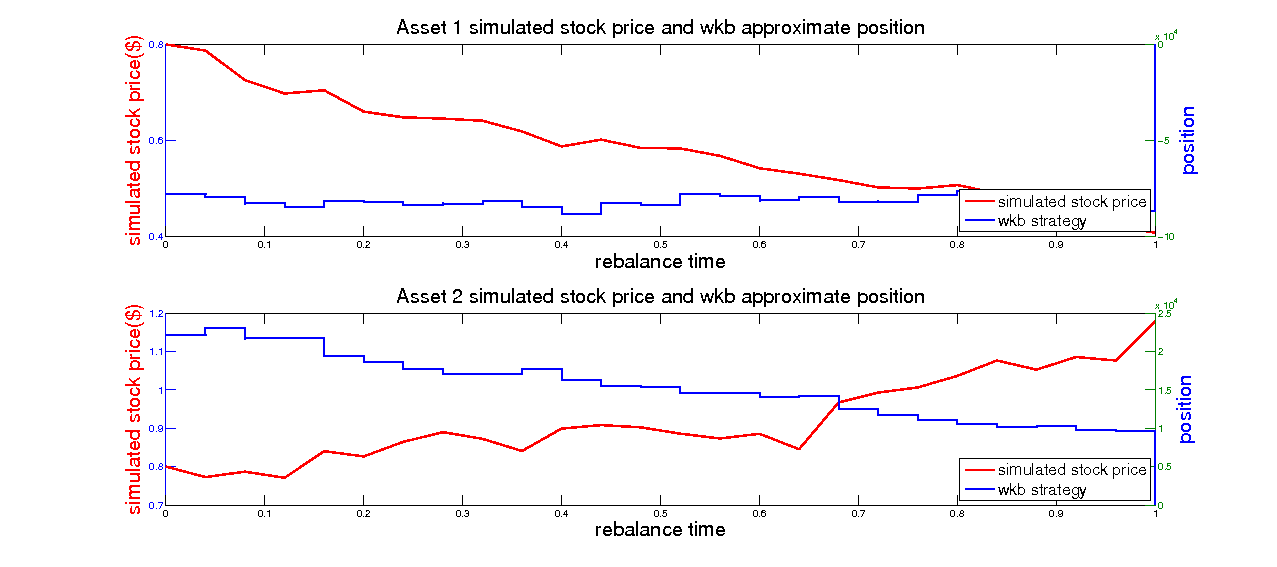 Asset 1 simulated stock price and wkb approximate position
x 10^4
simulated stock price($)
0.8
0.6
0.4
0
−5
−10
position
simulated stock price
wkb strategy
0 0.1 0.2 0.3 0.4 0.5 0.6 0.7 0.8 0.9 1
rebalance time
Asset 2 simulated stock price and wkb approximate position
x 10^4
simulated stock price($)
1.2
1.1
1
0.9
0.8
0.7
2.5
2
1.5
1
0.5
0
position
simulated stock price
wkb strategy
0 0.1 0.2 0.3 0.4 0.5 0.6 0.7 0.8 0.9 1
rebalance time